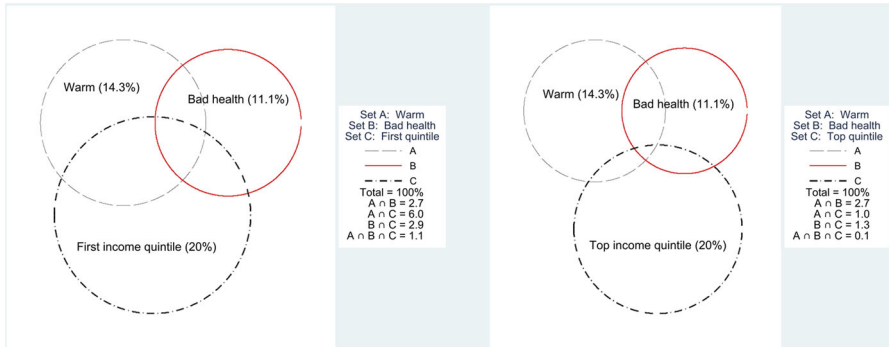 Warm (14.3%)
Bad health (11.1%)
First income quintile (20%)
Set A: Warm
Set B: Bad health
Set C: First quintile
A
B
C
Total = 100%
A ∩ B = 2.7
A ∩ C = 6.0
B ∩ C = 2.9
A ∩ B ∩ C = 1.1
Warm (14.3%)
Bad health (11.1%)
Top income quintile (20%)
Set A: Warm
Set B: Bad health
Set C: Top quintile
A
B
C
Total = 100%
A ∩ B = 2.7
A ∩ C = 1.0
B ∩ C = 1.3
A ∩ B ∩ C = 0.1